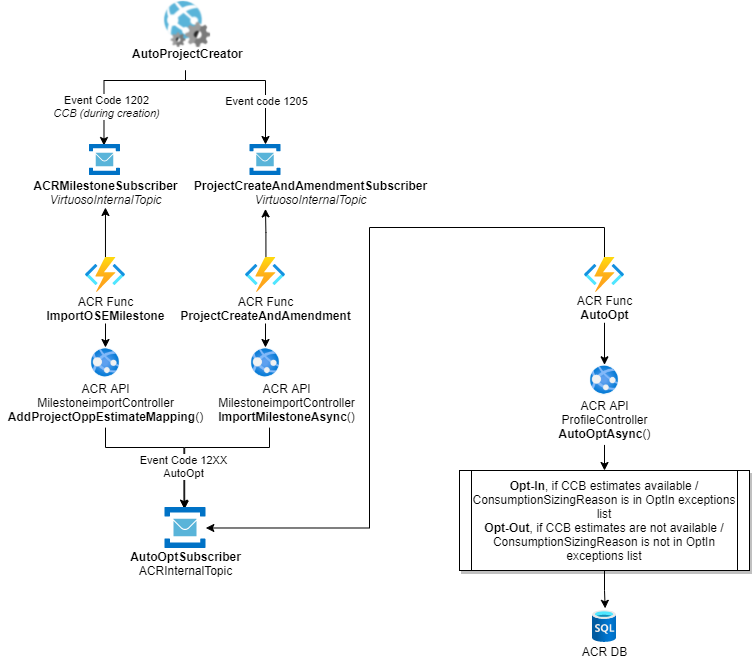 AutoProjectCreator
Event Code 1202
CCB (during creation)
Event code 1205
ACRMilestoneSubscriber
VirtuosoInternalTopic
ProjectCreateAndAmendmentSubscriber
VirtuosoInternalTopic
ACR Func
ImportOSEMilestone
ACR Func
ProjectCreateAndAmendment
ACR Func
AutoOpt
ACR API
MilestoneimportController
AddProjectOppEstimateMapping()
ACR API
MilestoneimportController
ImportMilestoneAsync()
ACR API
ProfileController
AutoOptAsync()
Event Code 12XX
AutoOpt
AutoOptSubscriber
ACRInternalTopic
Opt-In, if CCB estimates available /
ConsumptionSizingReason is in OptIn exceptions
list
Opt-Out, if CCB estimates are not available /
ConsumptionSizingReason is not in OptIn
exceptions list
SQL
ACR DB